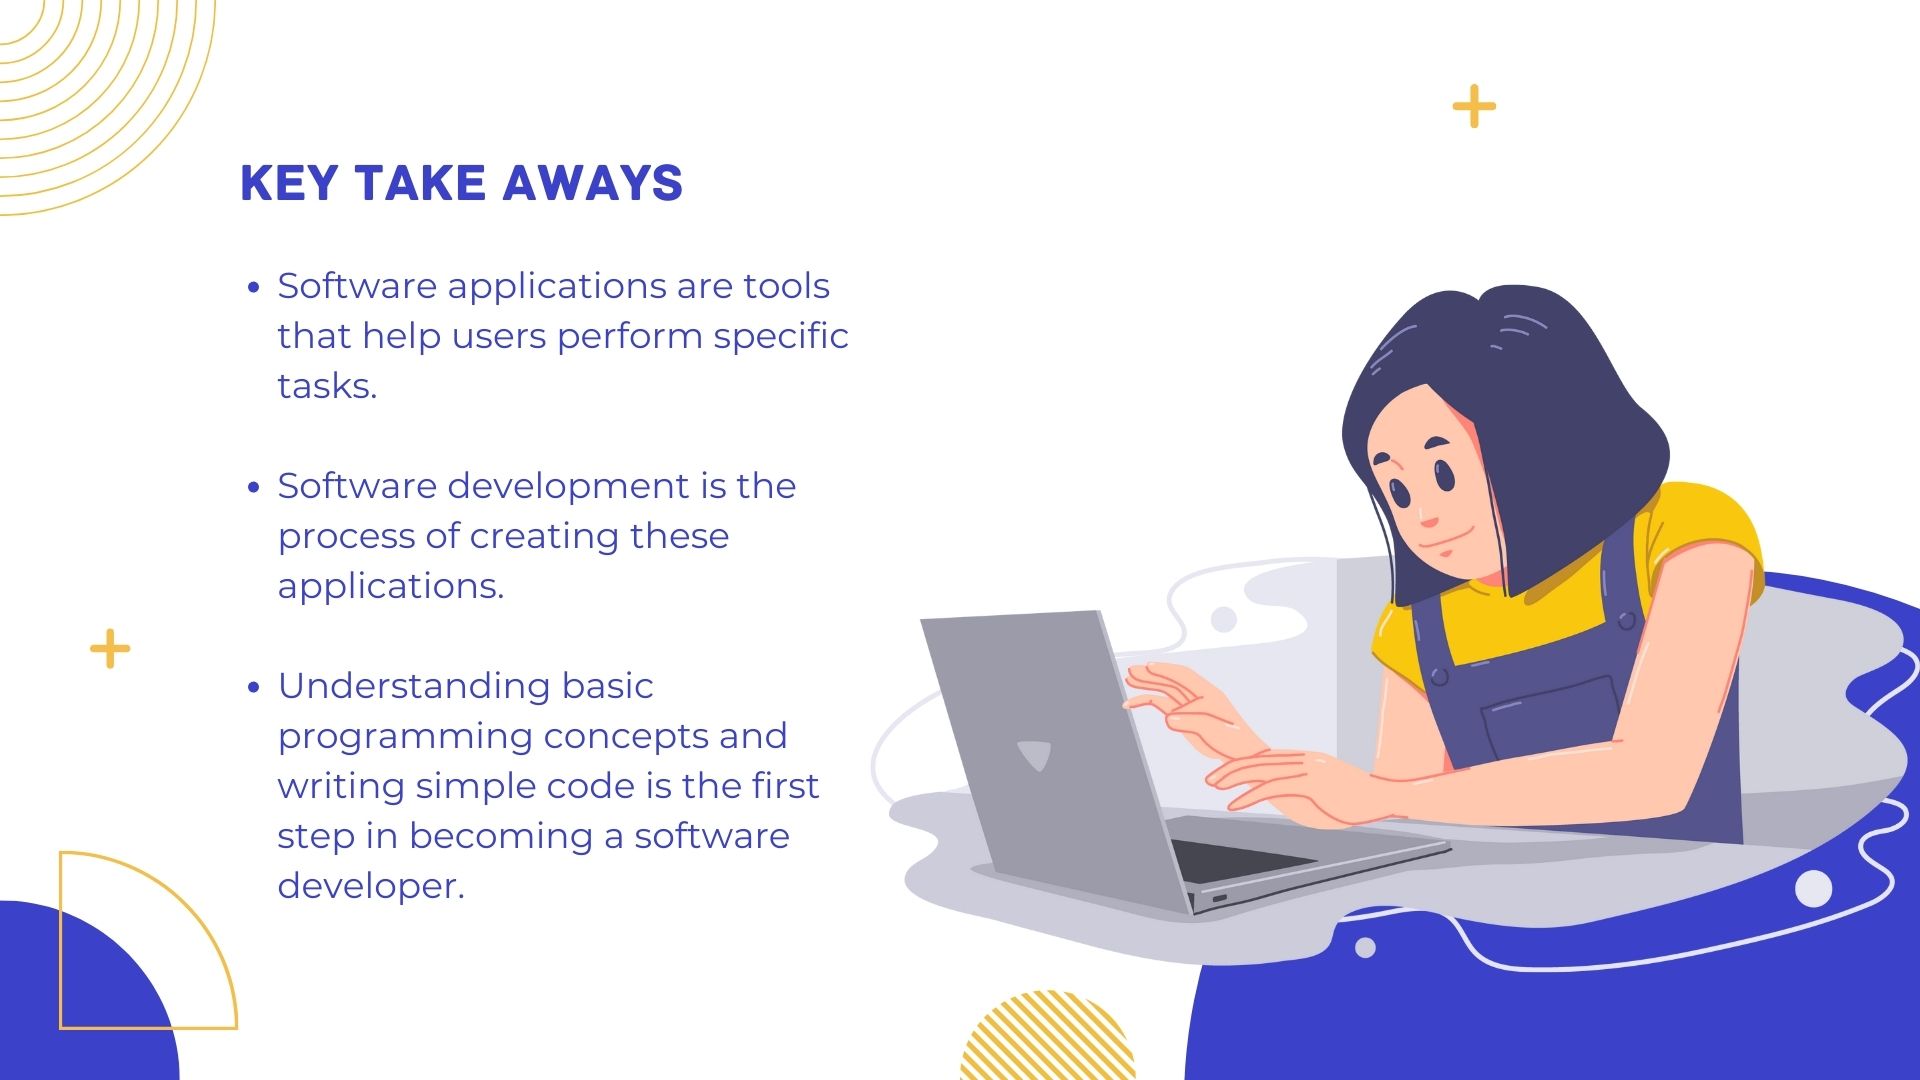 KEY TAKE AWAYS
• Software applications are tools
that help users perform specific
tasks.
• Software development is the
process of creating these
applications.
• Understanding basic
programming concepts and
writing simple code is the first
step in becoming a software
developer.